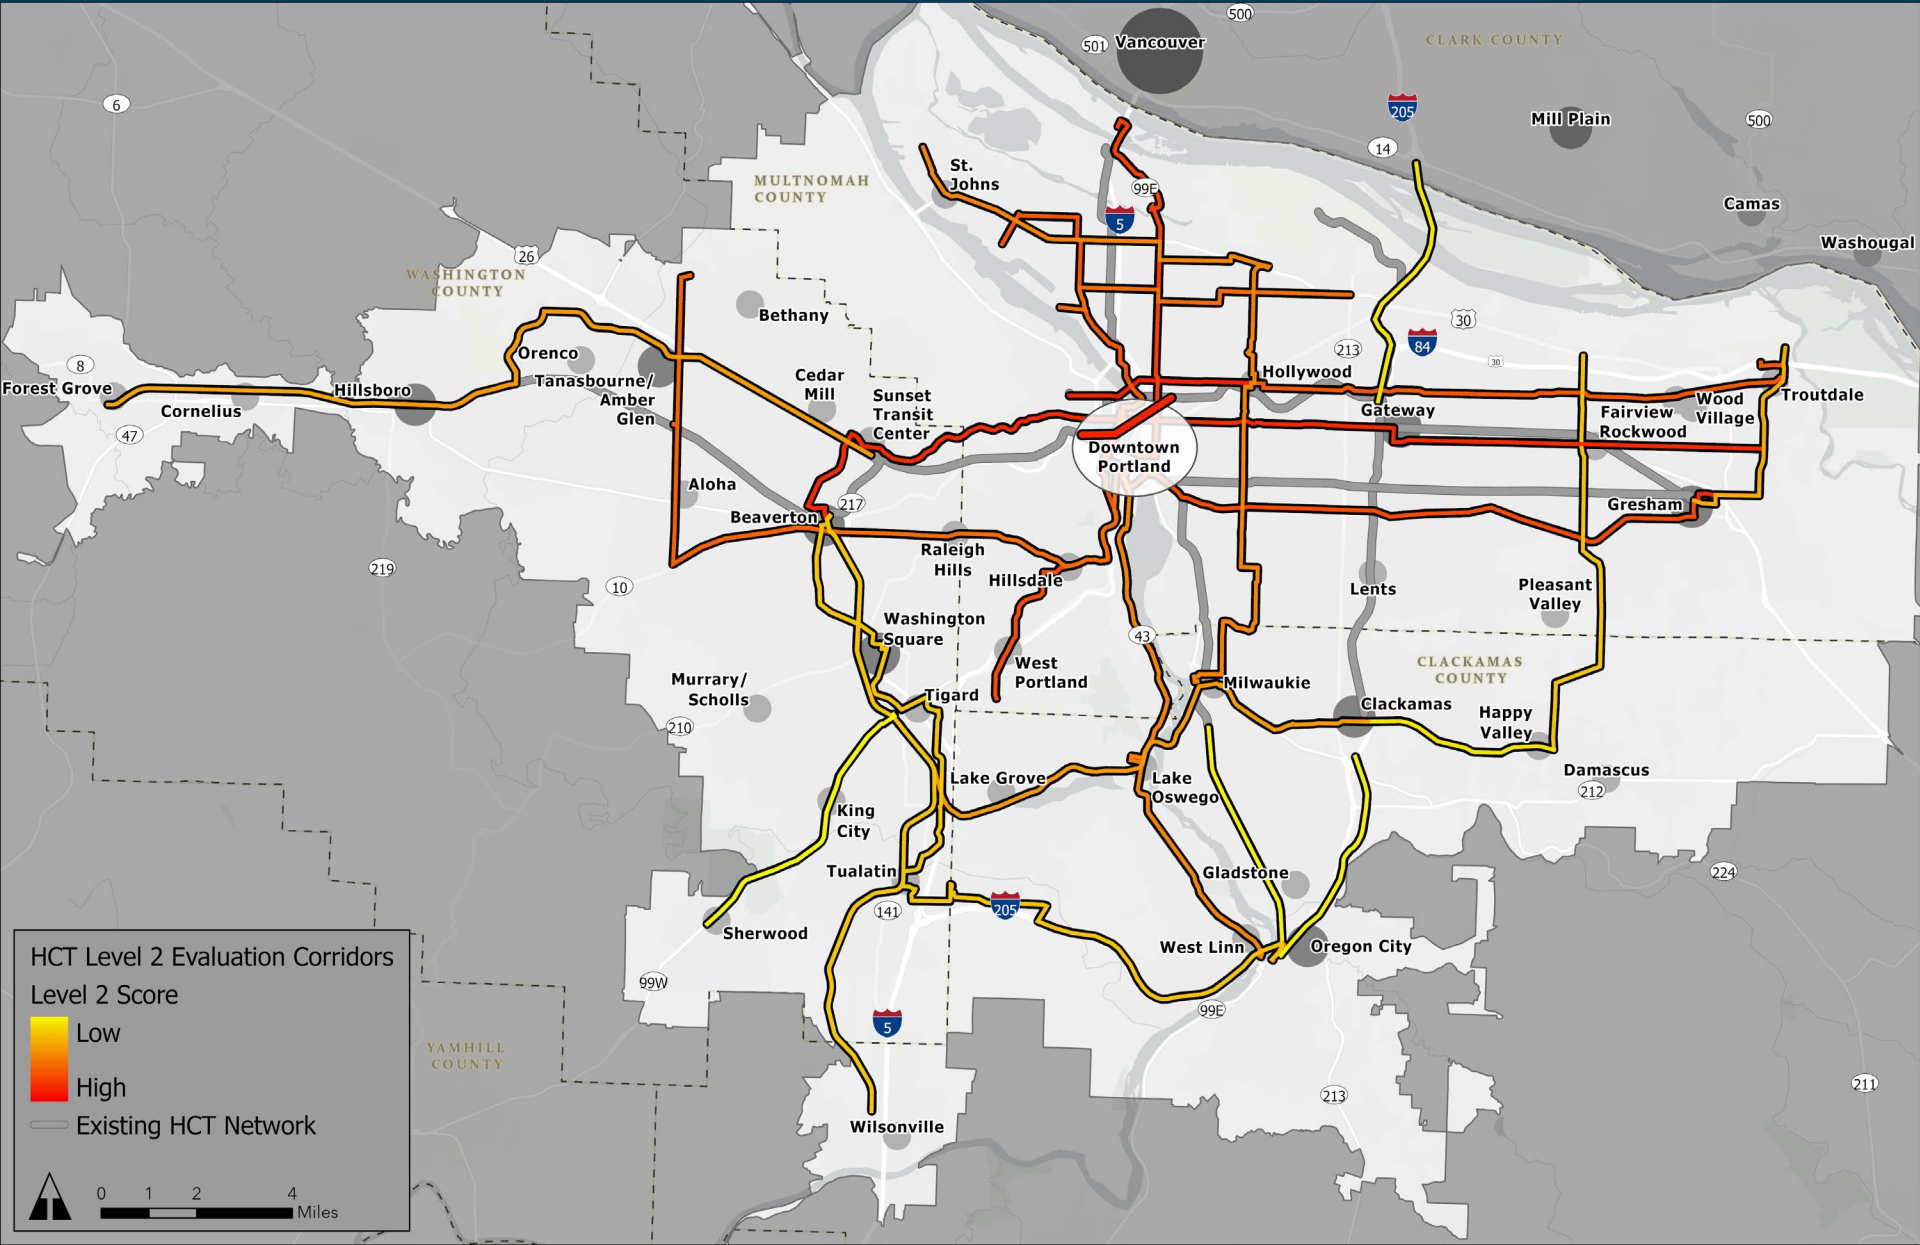 500
501
Vancouver
CLARK COUNTY
6
205
Mill Plain
500
14
St.
Johns
MULTNOMAH
COUNTY
99E
Camas
5
Washougal
26
WASHINGTON
COUNTY
Bethany
30
84
213
30
Orenco
8
Forest Grove
Hillsboro
Cornelius
Tanasbourne/
Amber
Glen
Cedar
Mill
Sunset
Transit
Center
Hollywood
Gateway
Fairview
Rockwood
Wood
Village
Troutdale
47
Downtown
Portland
Aloha
217
Beaverton
Gresham
Raleigh
Hills
Hillsdale
219
10
Lents
Pleasant
Valley
Washington
Square
43
West
Portland
CLACKAMAS
COUNTY
Murrary/
Scholls
Tigard
Milwaukie
210
Clackamas
Happy
Valley
Lake Grove
Lake
Oswego
Damascus
212
King
City
Tualatin
Gladstone
224
141
205
Sherwood
West Linn
Oregon City
99W
99E
5
YAMHILL
COUNTY
213
211
Wilsonville
HCT Level 2 Evaluation Corridors
Level 2 Score
Low
High
Existing HCT Network
0 1 2 4
Miles